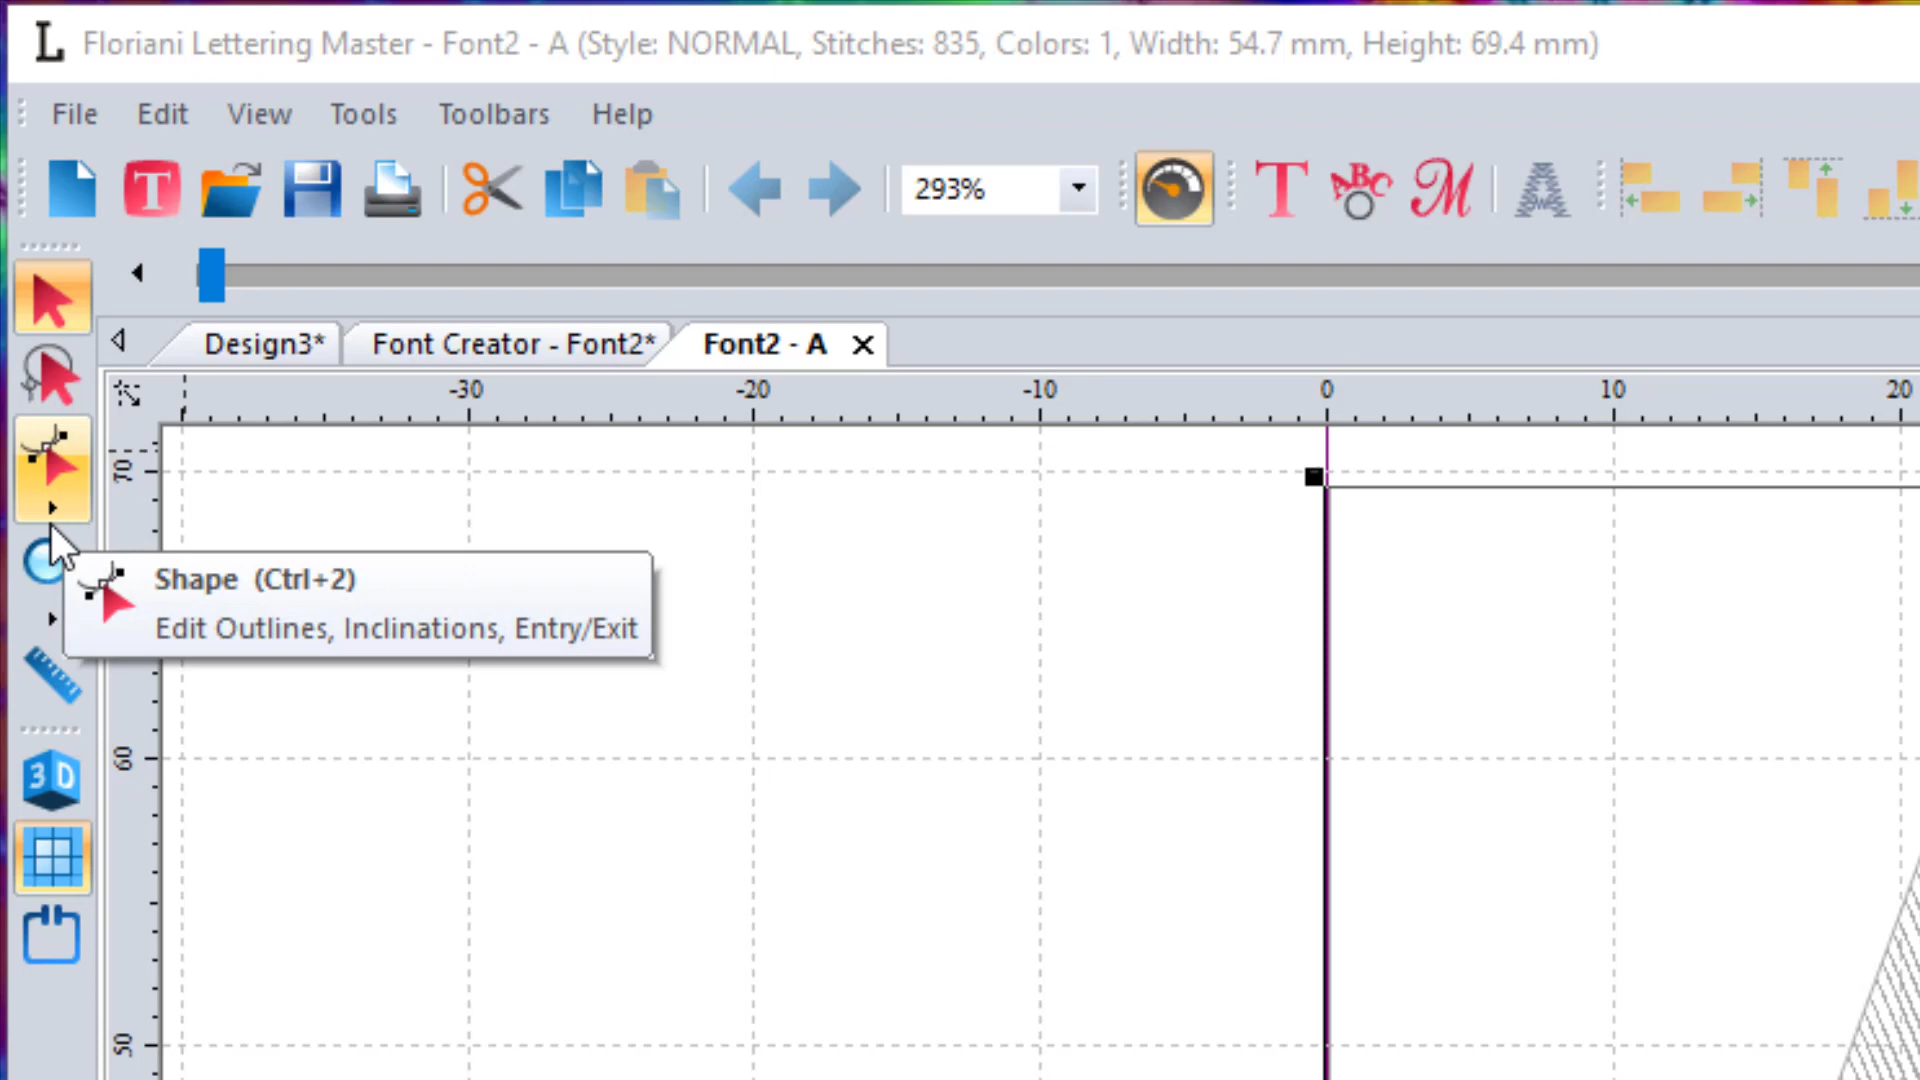 L Floriani Lettering Master - Font2 - A (Style: NORMAL, Stitches: 835, Colors: 1, Width: 54.7 mm, Height: 69.4 mm)
File Edit View Tools Toolbars Help
T 293% T ABC M A
Design3* Font Creator - Font2* Font2 - A
-30 -20 -10 0 10 20
70
Shape (Ctrl+2)
Edit Outlines, Inclinations, Entry/Exit
60
3D
50